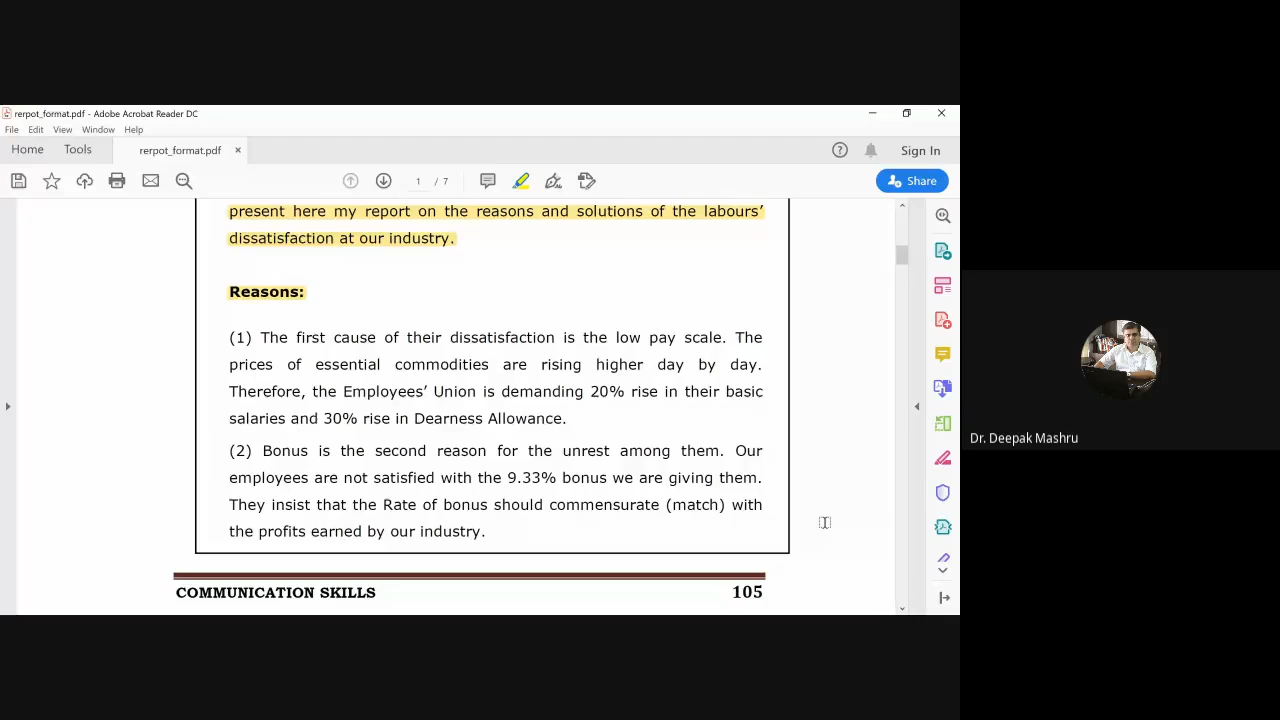 rerpot_format.pdf - Adobe Acrobat Reader DC
File Edit View Window Help
Home Tools rerpot_format.pdf × Sign In
1 / 7 Share
present here my report on the reasons and solutions of the labours’
dissatisfaction at our industry.
Reasons:
(1) The first cause of their dissatisfaction is the low pay scale. The
prices of essential commodities are rising higher day by day.
Therefore, the Employees’ Union is demanding 20% rise in their basic
salaries and 30% rise in Dearness Allowance.
(2) Bonus is the second reason for the unrest among them. Our
employees are not satisfied with the 9.33% bonus we are giving them.
They insist that the Rate of bonus should commensurate (match) with
the profits earned by our industry.
COMMUNICATION SKILLS 105
Dr. Deepak Mashru